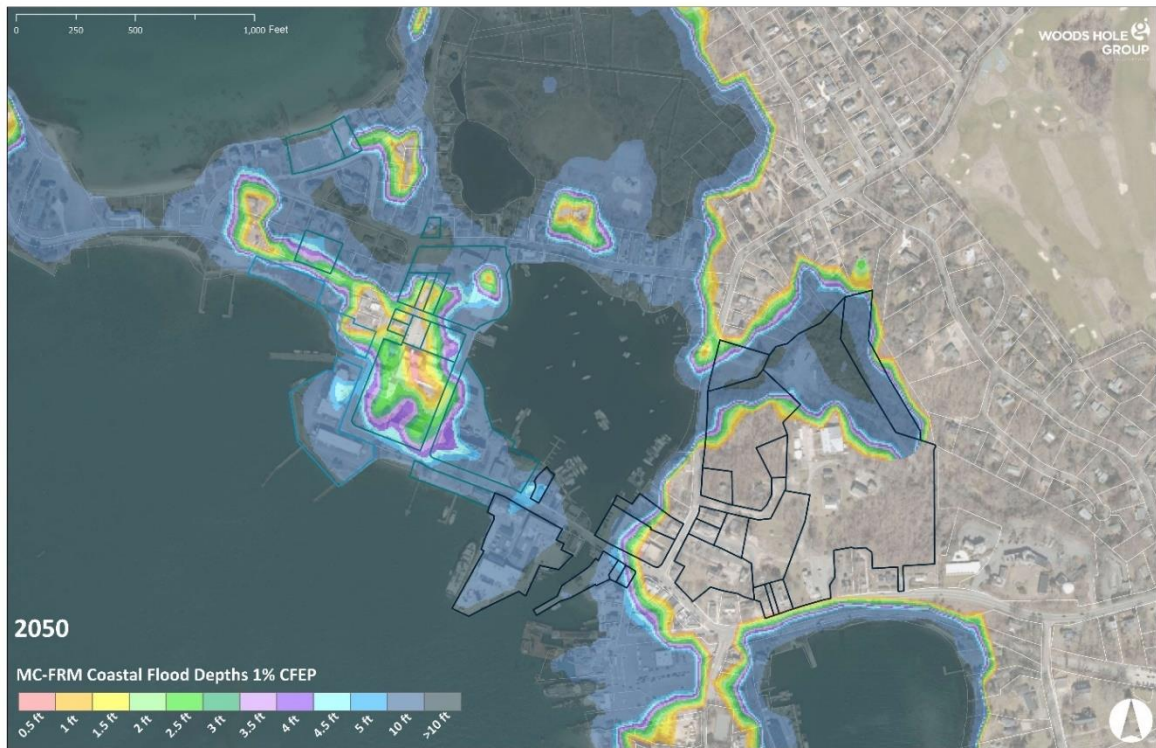 0 250 500 1,000 Feet
WOODS HOLE
GROUP
2050
MC-FRM Coastal Flood Depths 1% CFEP
0.5 ft 1 ft 1.5 ft 2 ft 2.5 ft 3 ft 3.5 ft 4 ft 4.5 ft 5 ft 10 ft >10 ft